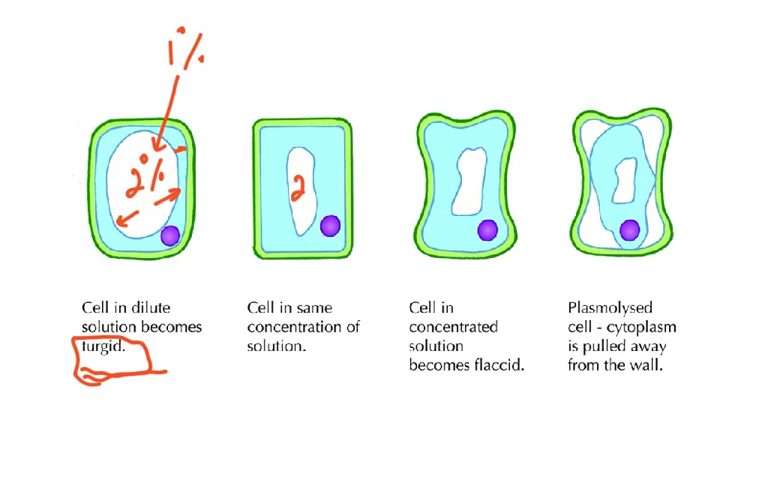 1%
2%
2
Cell in dilute
solution becomes
turgid.
Cell in same
concentration of
solution.
Cell in
concentrated
solution
becomes flaccid.
Plasmolysed
cell - cytoplasm
is pulled away
from the wall.